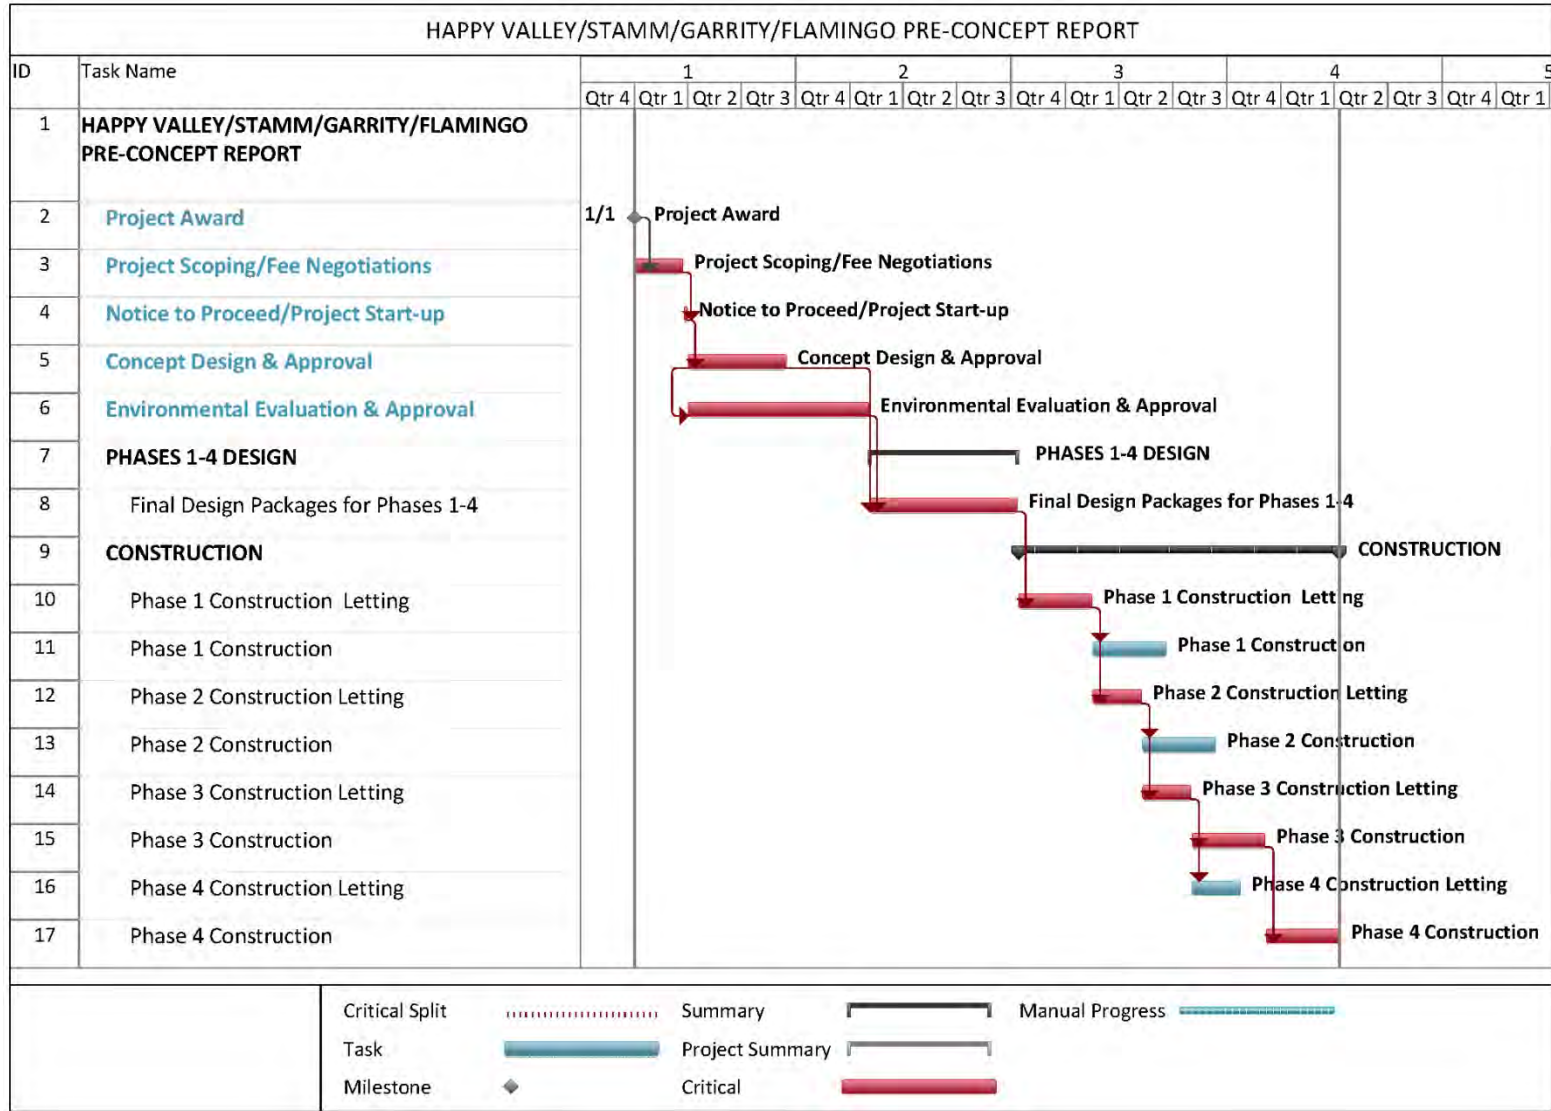 HAPPY VALLEY/STAMM/GARRITY/FLAMINGO PRE-CONCEPT REPORT
ID Task Name 1 2 3 4 5
Qtr 4 Qtr 1 Qtr 2 Qtr 3 Qtr 4 Qtr 1 Qtr 2 Qtr 3 Qtr 4 Qtr 1 Qtr 2 Qtr 3 Qtr 4 Qtr 1 Qtr 2 Qtr 3 Qtr 4 Qtr 1
1 HAPPY VALLEY/STAMM/GARRITY/FLAMINGO
PRE-CONCEPT REPORT
2 Project Award 1/1 Project Award
3 Project Scoping/Fee Negotiations Project Scoping/Fee Negotiations
4 Notice to Proceed/Project Start-up Notice to Proceed/Project Start-up
5 Concept Design & Approval Concept Design & Approval
6 Environmental Evaluation & Approval Environmental Evaluation & Approval
7 PHASES 1-4 DESIGN PHASES 1-4 DESIGN
8 Final Design Packages for Phases 1-4 Final Design Packages for Phases 1-4
9 CONSTRUCTION CONSTRUCTION
10 Phase 1 Construction Letting Phase 1 Construction Letting
11 Phase 1 Construction Phase 1 Construction
12 Phase 2 Construction Letting Phase 2 Construction Letting
13 Phase 2 Construction Phase 2 Construction
14 Phase 3 Construction Letting Phase 3 Construction Letting
15 Phase 3 Construction Phase 3 Construction
16 Phase 4 Construction Letting Phase 4 Construction Letting
17 Phase 4 Construction Phase 4 Construction
Critical Split Summary Manual Progress
Task Project Summary
Milestone Critical